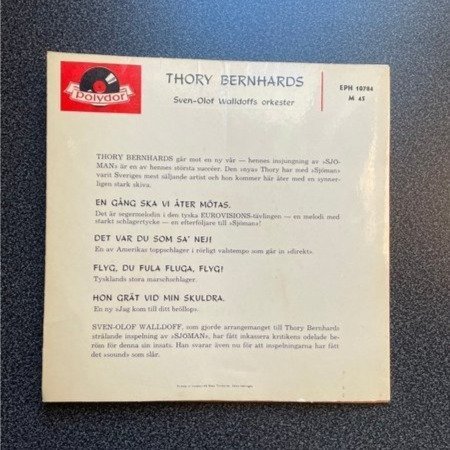 Polydor
THORY BERNHARDS
Sven-Olof Walldoffs orkester
EPH 10784
M 45
THORY BERNHARDS går mot en ny vår — hennes insjungning av »SJÖ-
MAN» är en av hennes största succéer. Den »nya» Thory har med »Sjöman»
varit Sveriges mest säljande artist och hon kommer här åter med en synner-
ligen stark skiva.
EN GÅNG SKA VI ÅTER MÖTAS.
Det är segermelodin i den tyska EUROVISIONS-tävlingen — en melodi med
starkt schlagertycke — en efterföljare till »Sjöman»!
DET VAR DU SOM SA' NEJ!
En av Amerikas toppschlager i rörligt valstempo som går in »direkt».
FLYG, DU FULA FLUGA, FLYG!
Tysklands stora marschschlager.
HON GRÄT VID MIN SKULDRA.
En ny »Jag kom till ditt bröllop».
SVEN-OLOF WALLDOFF, som gjorde arrangemanget till Thory Bernhards
strålande inspelning av »SJÖMAN», har fått inkassera kritikens odelade be-
röm för denna sin insats. Han svarar även nu för att inspelningarna har fått
det »sound» som slår.